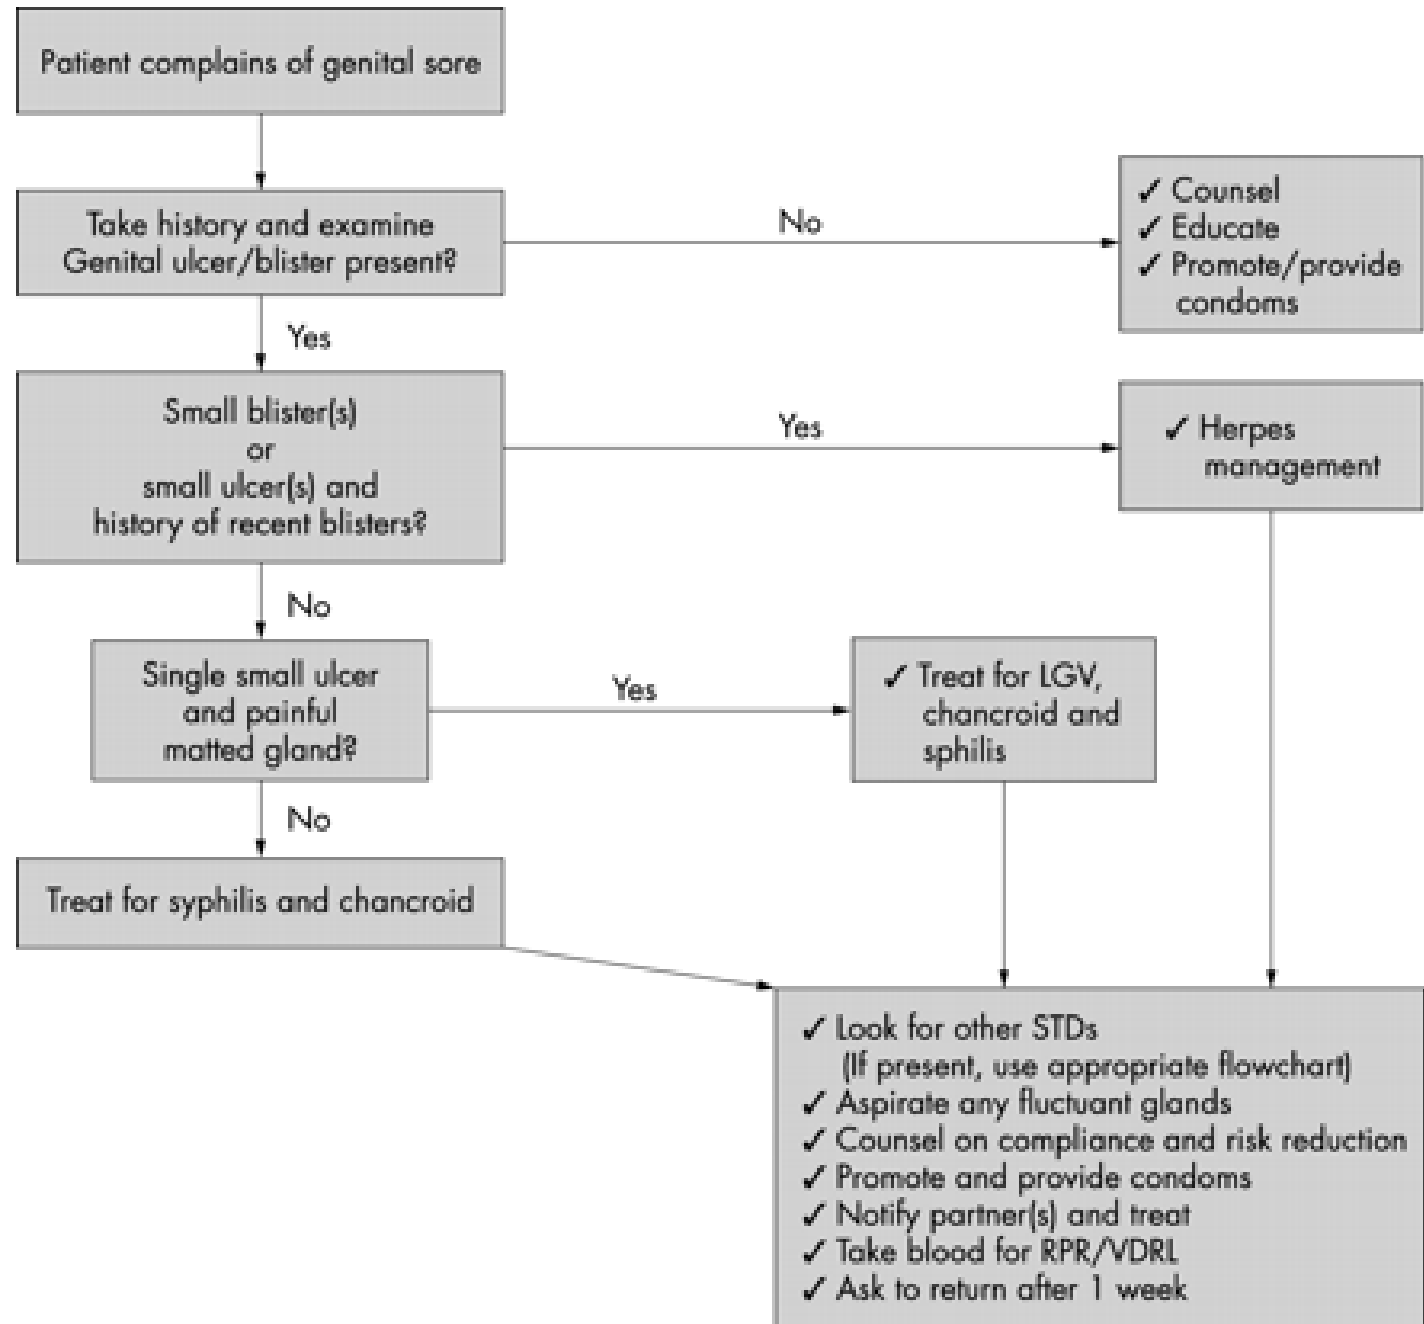 Patient complains of genital sore
Take history and examine
Genital ulcer/blister present?
No
✓ Counsel
✓ Educate
✓ Promote/provide
condoms
Yes
Small blister(s)
or
small ulcer(s) and
history of recent blisters?
Yes
✓ Herpes
management
No
Single small ulcer
and painful
matted gland?
Yes
✓ Treat for LGV,
chancroid and
sphilis
No
Treat for syphilis and chancroid
✓ Look for other STDs
(If present, use appropriate flowchart)
✓ Aspirate any fluctuant glands
✓ Counsel on compliance and risk reduction
✓ Promote and provide condoms
✓ Notify partner(s) and treat
✓ Take blood for RPR/VDRL
✓ Ask to return after 1 week